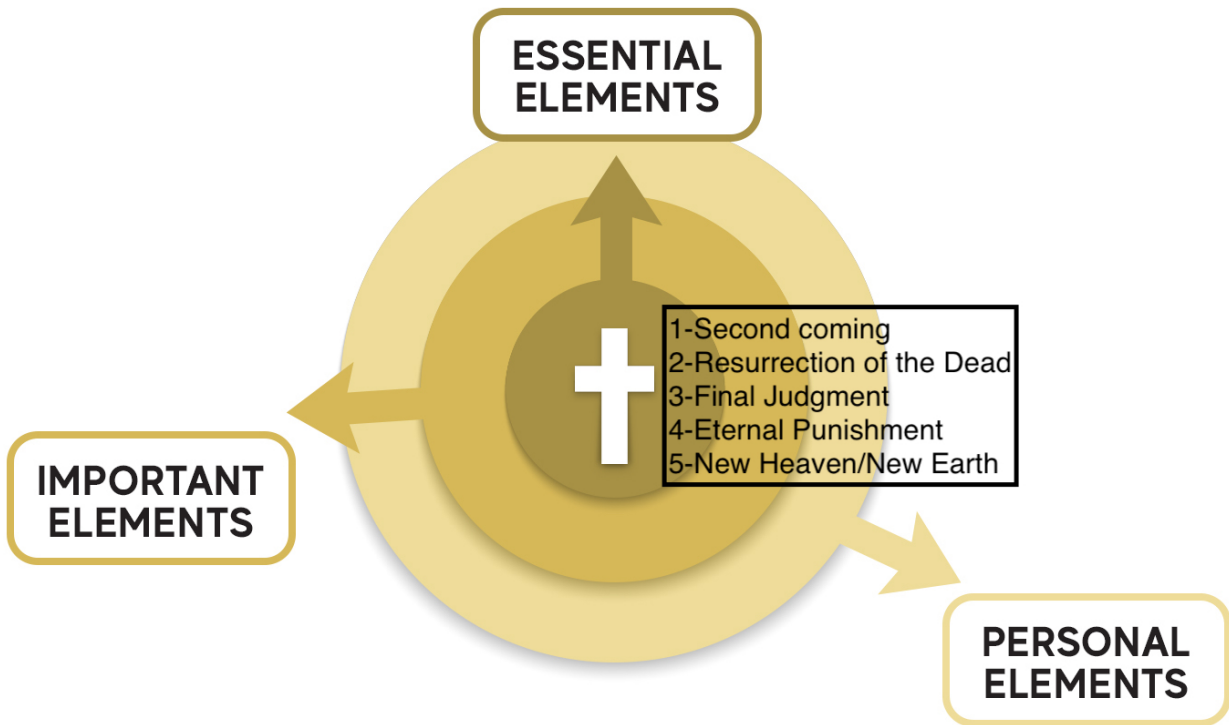 ESSENTIAL
ELEMENTS
1-Second coming
2-Resurrection of the Dead
3-Final Judgment
4-Eternal Punishment
5-New Heaven/New Earth
IMPORTANT
ELEMENTS
PERSONAL
ELEMENTS